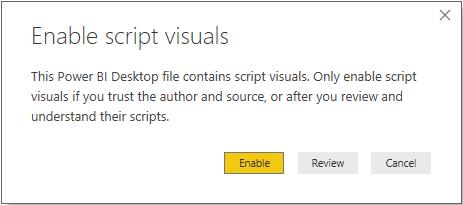 Enable script visuals
This Power BI Desktop file contains script visuals. Only enable script
visuals if you trust the author and source, or after you review and
understand their scripts.
Enable Review Cancel